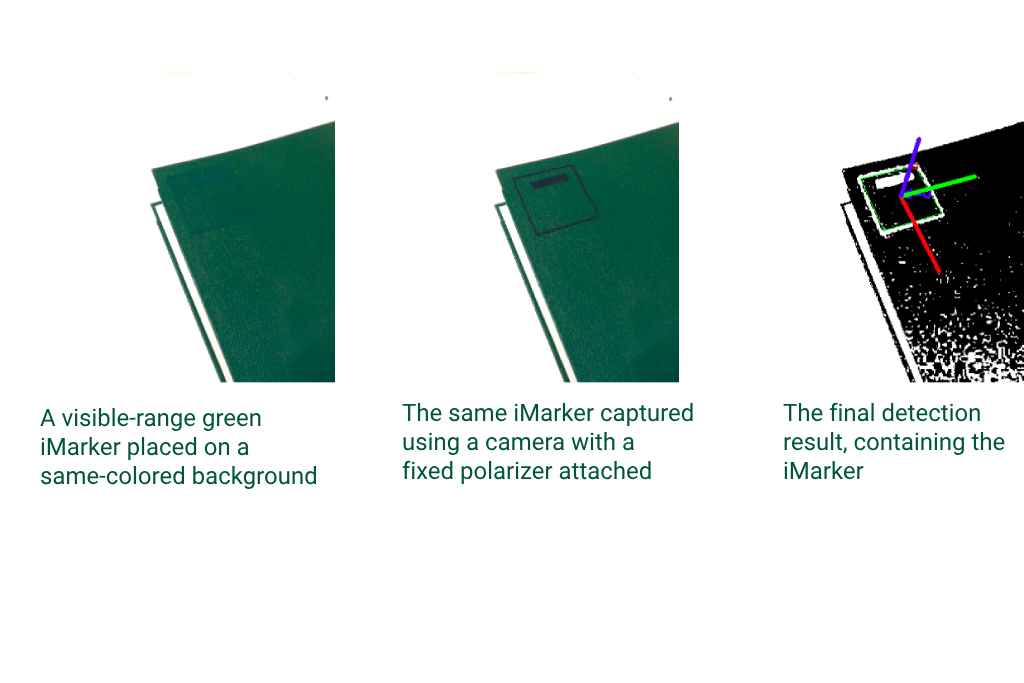 A visible-range green
iMarker placed on a
same-colored background
The same iMarker captured
using a camera with a
fixed polarizer attached
The final detection
result, containing the
iMarker